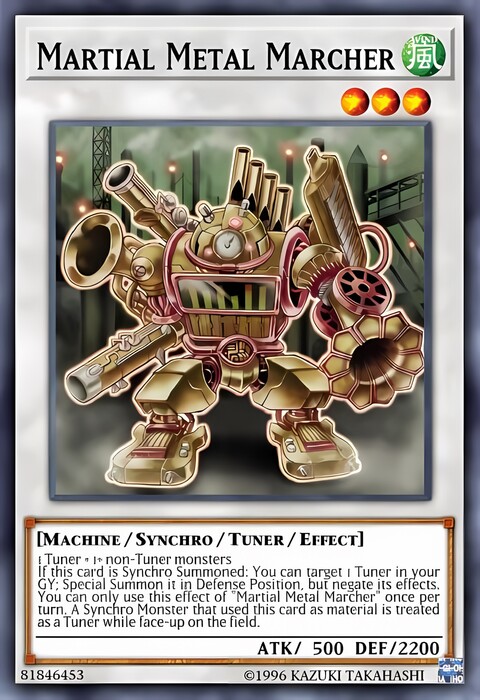 MARTIAL METAL MARCHER
風
[MACHINE / SYNCHRO / TUNER / EFFECT]
1 Tuner + 1+ non-Tuner monsters
If this card is Synchro Summoned: You can target 1 Tuner in your
GY; Special Summon it in Defense Position, but negate its effects.
You can only use this effect of "Martial Metal Marcher" once per
turn. A Synchro Monster that used this card as material is treated
as a Tuner while face-up on the field.
ATK/ 500 DEF/2200
81846453
©1996 KAZUKI TAKAHASHI